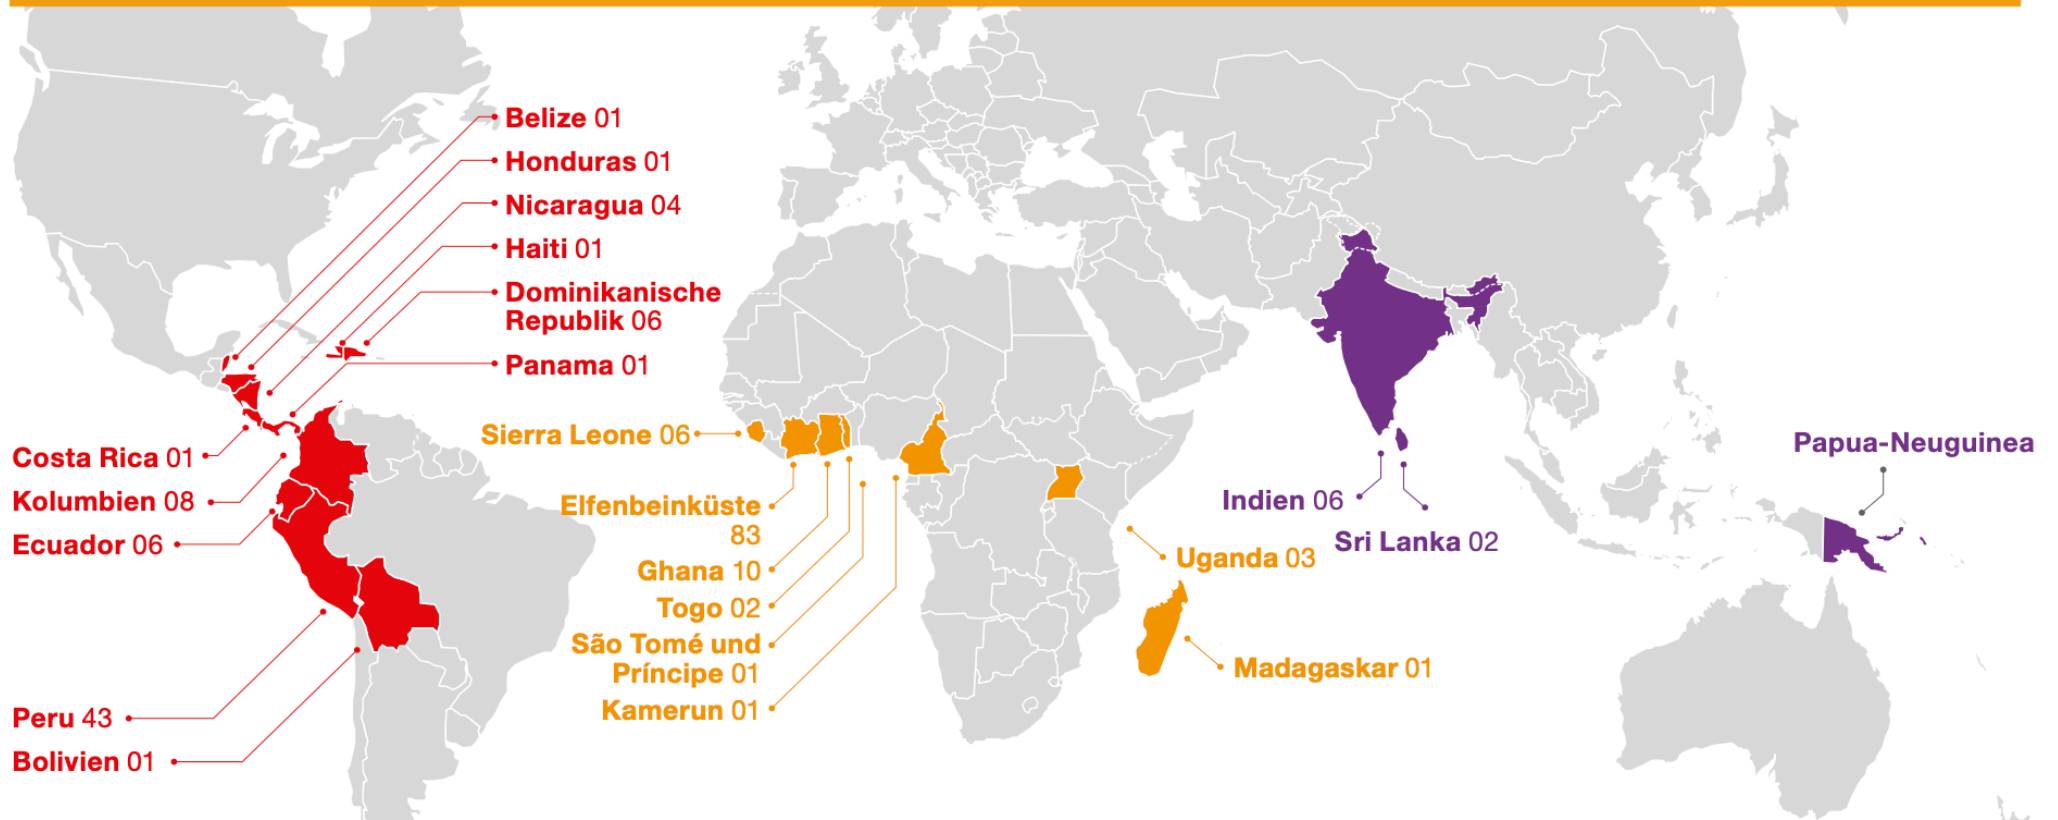 Belize 01
Honduras 01
Nicaragua 04
Haiti 01
Dominikanische
Republik 06
Panama 01
Costa Rica 01
Kolumbien 08
Ecuador 06
Peru 43
Bolivien 01
Sierra Leone 06
Elfenbeinküste
83
Ghana 10
Togo 02
São Tomé und
Príncipe 01
Kamerun 01
Uganda 03
Madagaskar 01
Indien 06
Sri Lanka 02
Papua-Neuguinea